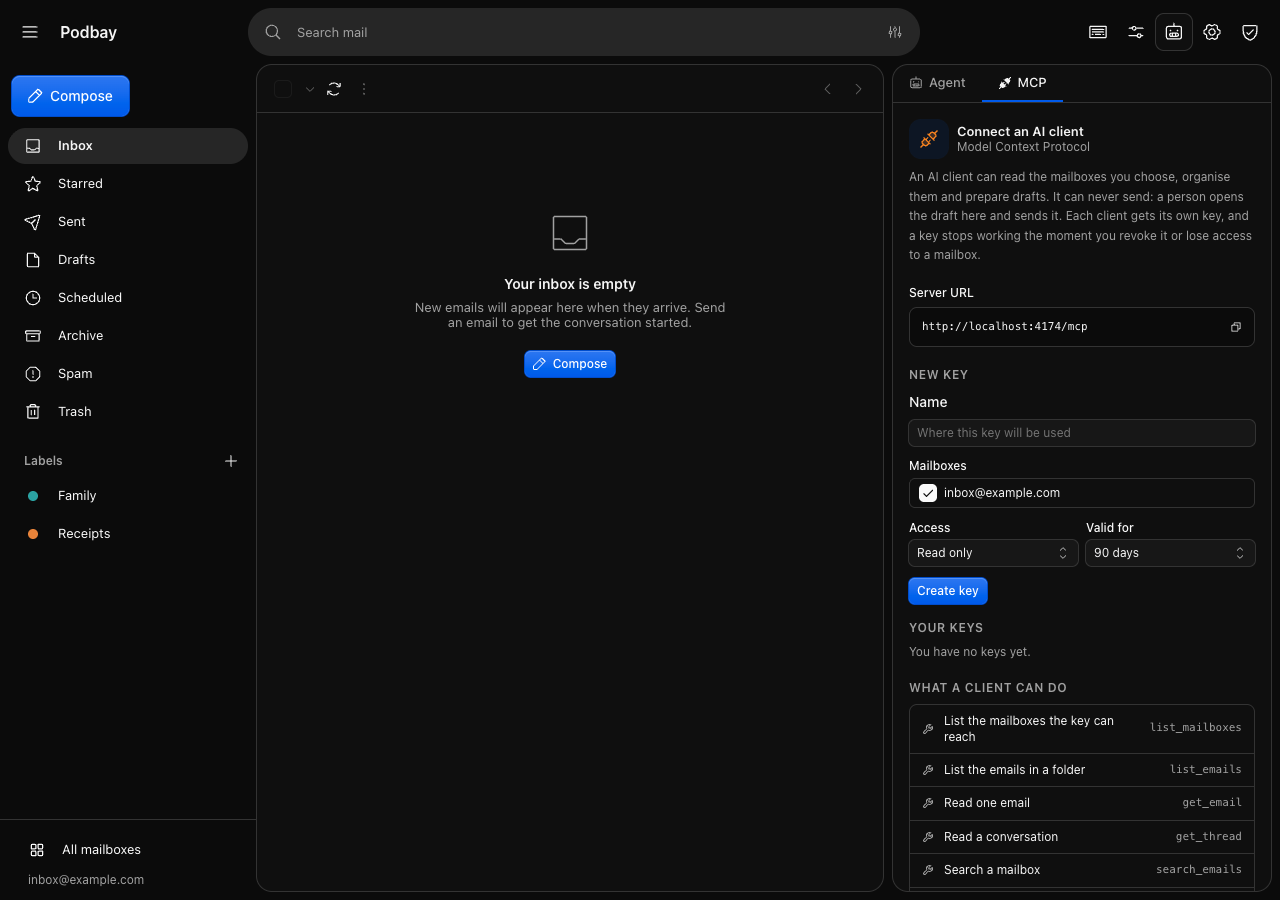 Podbay
Search mail
Compose
Inbox
Starred
Sent
Drafts
Scheduled
Archive
Spam
Trash
Labels
Family
Receipts
All mailboxes
inbox@example.com
Your inbox is empty
New emails will appear here when they arrive. Send
an email to get the conversation started.
Compose
Agent
MCP
Connect an AI client
Model Context Protocol
An AI client can read the mailboxes you choose, organise
them and prepare drafts. It can never send: a person opens
the draft here and sends it. Each client gets its own key, and
a key stops working the moment you revoke it or lose access
to a mailbox.
Server URL
http://localhost:4174/mcp
NEW KEY
Name
Where this key will be used
Mailboxes
inbox@example.com
Access
Valid for
Read only
90 days
Create key
YOUR KEYS
You have no keys yet.
WHAT A CLIENT CAN DO
List the mailboxes the key can
reach
list_mailboxes
List the emails in a folder
list_emails
Read one email
get_email
Read a conversation
get_thread
Search a mailbox
search_emails